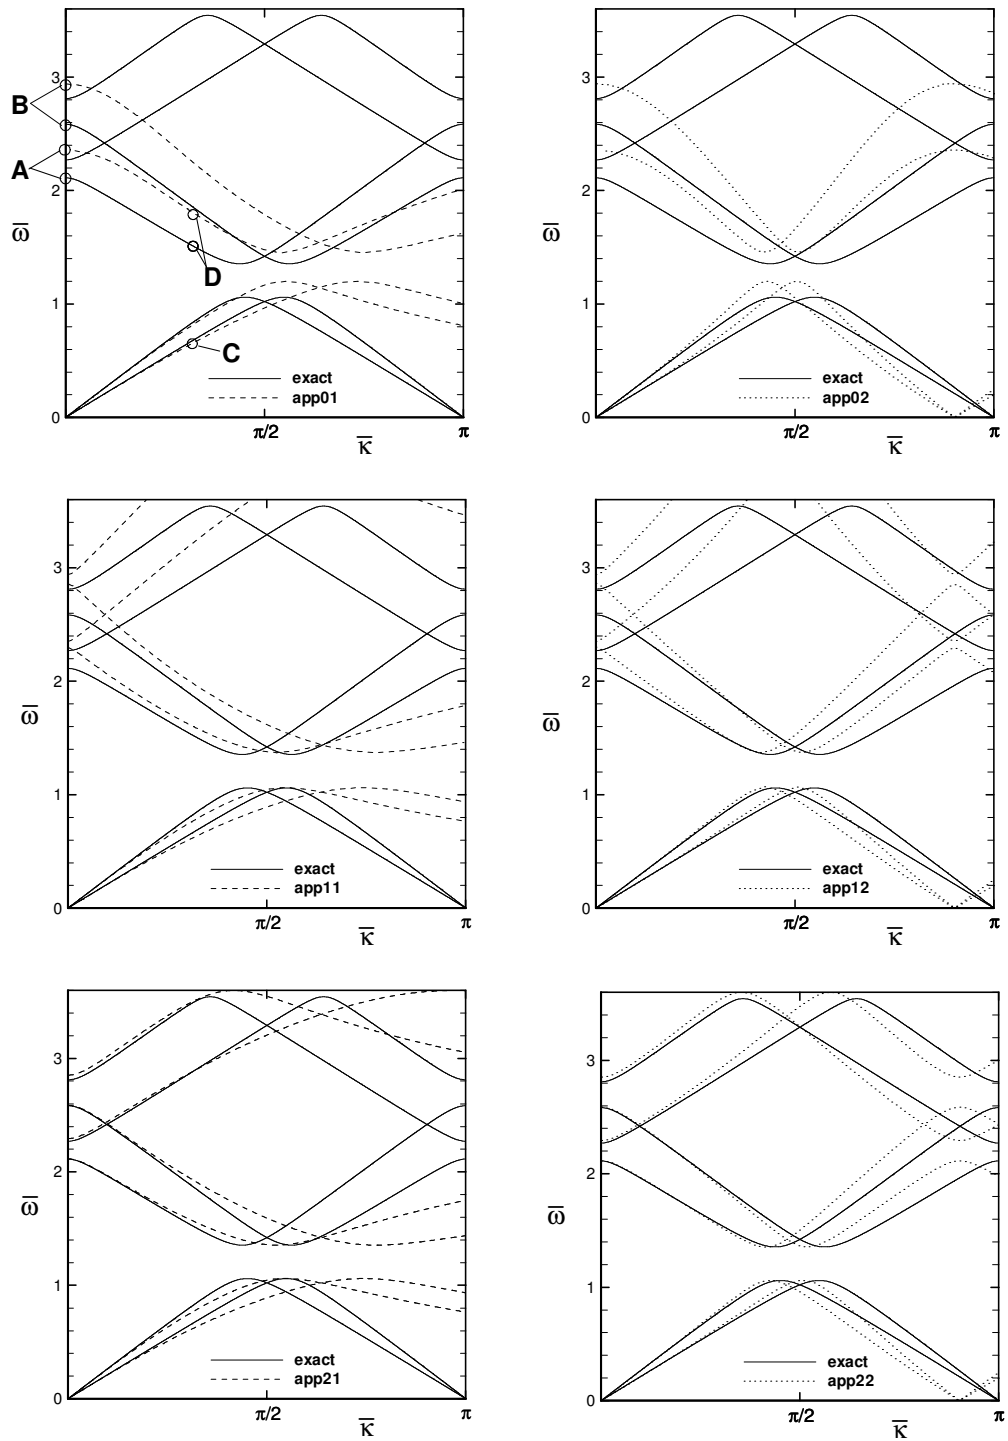 3
B
A
2
ω̅
D
1
C
exact
app01
0
π/2
κ̅
π
3
2
ω̅
1
exact
app02
0
π/2
κ̅
π
3
2
ω̅
1
exact
app11
0
π/2
κ̅
π
3
2
ω̅
1
exact
app12
0
π/2
κ̅
π
3
2
ω̅
1
exact
app21
0
π/2
κ̅
π
3
2
ω̅
1
exact
app22
0
π/2
κ̅
π